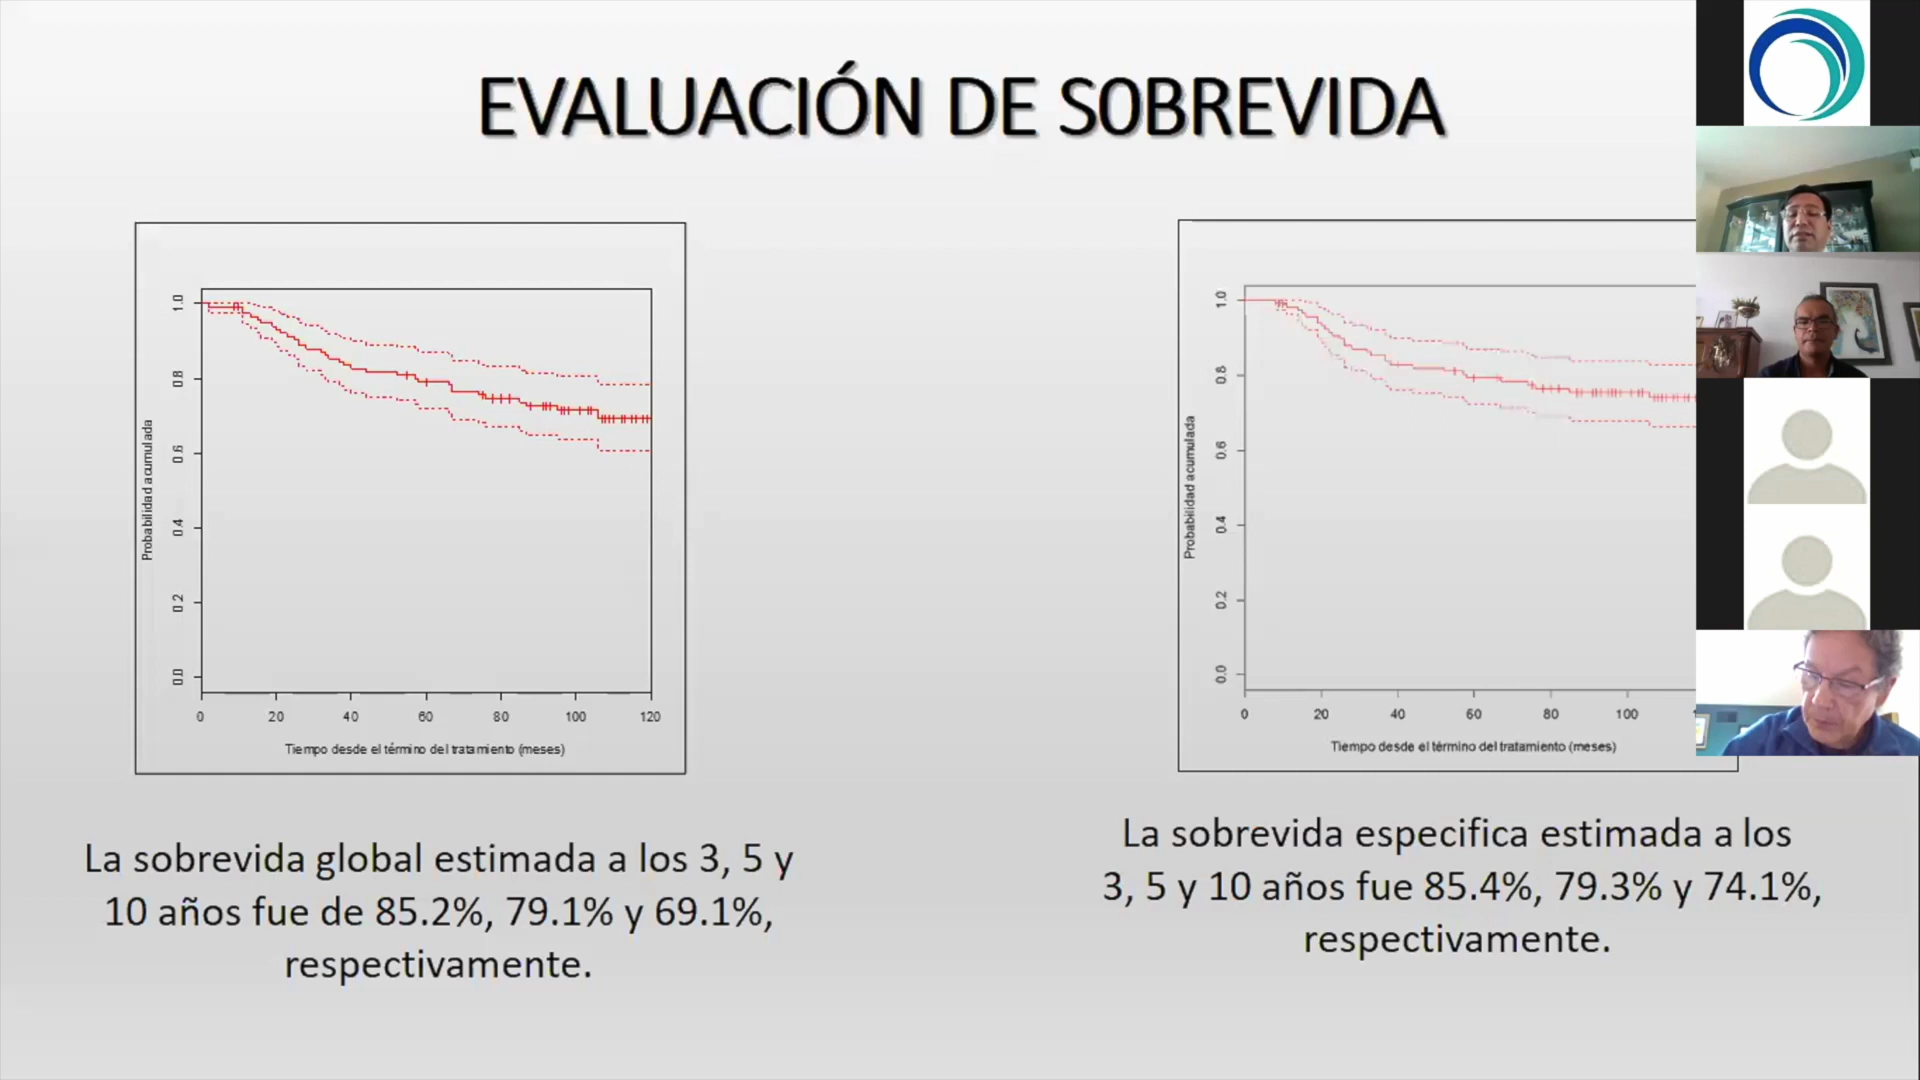 EVALUACIÓN DE S0BREVIDA
Probabilidad acumulada
1.0
0.8
0.6
0.4
0.2
0.0
0 20 40 60 80 100 120
Tiempo desde el término del tratamiento (meses)
La sobrevida global estimada a los 3, 5 y
10 años fue de 85.2%, 79.1% y 69.1%,
respectivamente.
Probabilidad acumulada
1.0
0.8
0.6
0.4
0.2
0.0
0 20 40 60 80 100
Tiempo desde el término del tratamiento (meses)
La sobrevida especifica estimada a los
3, 5 y 10 años fue 85.4%, 79.3% y 74.1%,
respectivamente.